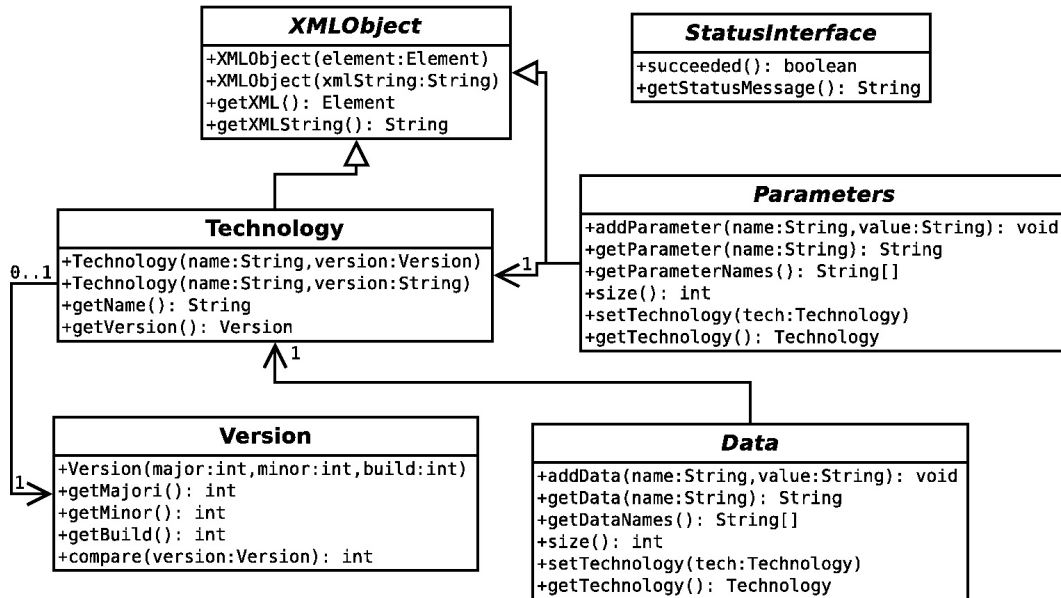 XMLObject
+XMLObject(element:Element)
+XMLObject(xmlString:String)
+getXML(): Element
+getXMLString(): String
StatusInterface
+succeeded(): boolean
+getStatusMessage(): String
Technology
+Technology(name:String,version:Version)
+Technology(name:String,version:String)
+getName(): String
+getVersion(): Version
Parameters
+addParameter(name:String,value:String): void
+getParameter(name:String): String
+getParameterNames(): String[]
+size(): int
+setTechnology(tech:Technology)
+getTechnology(): Technology
0..1
1
1
1
Version
+Version(major:int,minor:int,build:int)
+getMajori(): int
+getMinor(): int
+getBuild(): int
+compare(version:Version): int
Data
+addData(name:String,value:String): void
+getData(name:String): String
+getDataNames(): String[]
+size(): int
+setTechnology(tech:Technology)
+getTechnology(): Technology